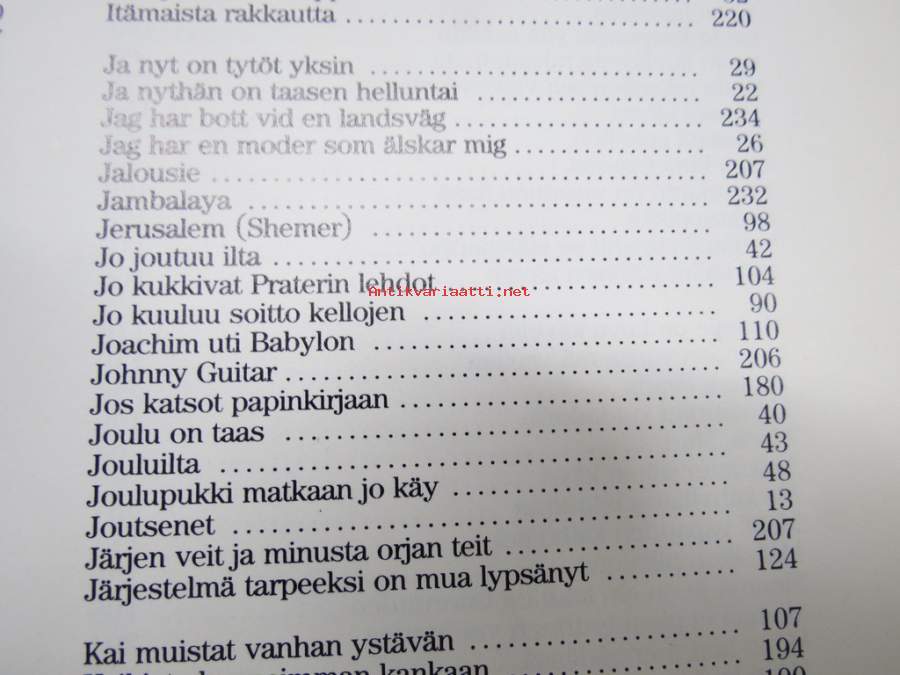 Itämaista rakkautta ................................ 220
Ja nyt on tytöt yksin ............................ 29
Ja nythän on taasen helluntai .................... 22
Jag har bott vid en landsväg ..................... 234
Jag har en moder som älskar mig ................. 26
Jalousie ......................................... 207
Jambalaya ........................................ 232
Jerusalem (Shemer) ............................... 98
Jo joutuu ilta ................................... 42
Jo kukkivat Praterin lehdot ...................... 104
Antikvariaatti.net
Jo kuuluu soitto kellojen ........................ 90
Joachim uti Babylon .............................. 110
Johnny Guitar .................................... 206
Jos katsot papinkirjaan .......................... 180
Joulu on taas .................................... 40
Jouluilta ........................................ 43
Joulupukki matkaan jo käy ........................ 48
Joutsenet ........................................ 13
Järjen veit ja minusta orjan teit ................ 207
Järjestelmä tarpeeksi on mua lypsänyt ............ 124
Kai muistat vanhan ystävän ....................... 107
kankaan ....................... 194